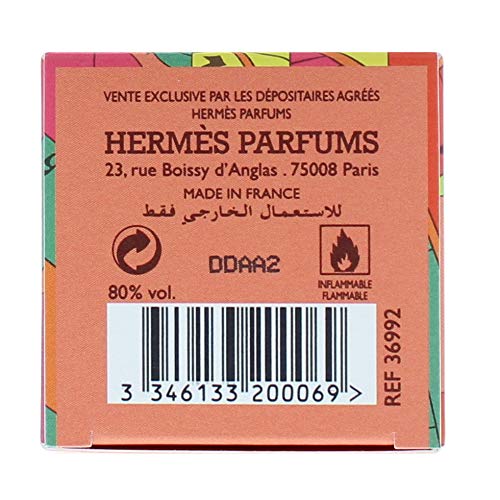 VENTE EXCLUSIVE PAR LES DÉPOSITAIRES AGRÉÉS
HERMÈS PARFUMS
HERMÈS PARFUMS
23, rue Boissy d'Anglas . 75008 Paris
MADE IN FRANCE
للاستعمال الخارجي فقط
DDAA2
80% vol.
INFLAMMABLE
FLAMMABLE
3 346133 200069 >
REF 36992